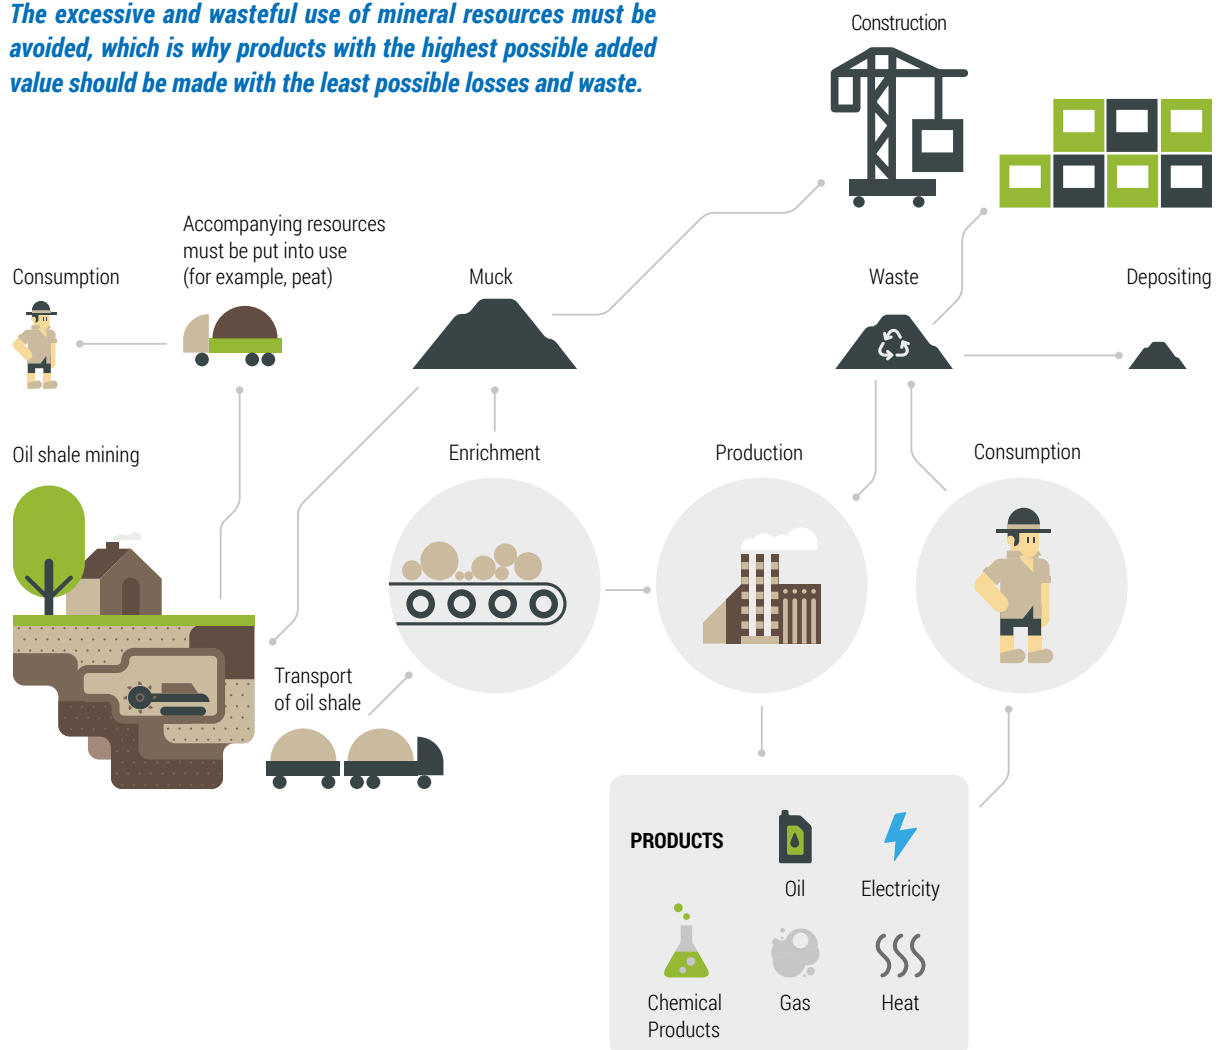 The excessive and wasteful use of mineral resources must be
avoided, which is why products with the highest possible added
value should be made with the least possible losses and waste.
Construction
Accompanying resources
must be put into use
(for example, peat)
Consumption
Muck
Waste
Depositing
Oil shale mining
Enrichment
Production
Consumption
Transport
of oil shale
PRODUCTS
Oil
Electricity
Chemical
Products
Gas
Heat